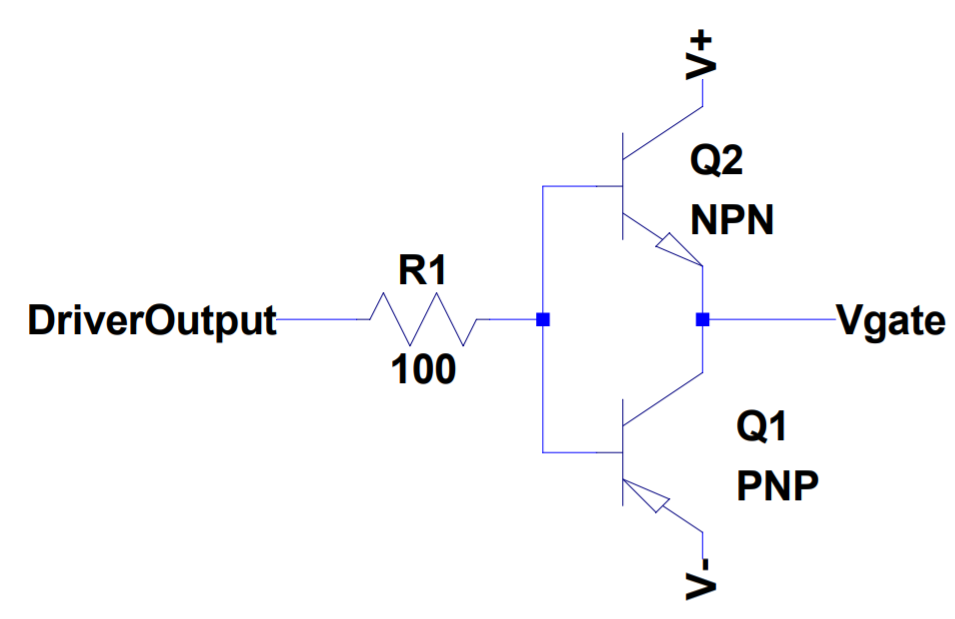 V+
Q2
NPN
R1
DriverOutput
Vgate
100
Q1
PNP
V-